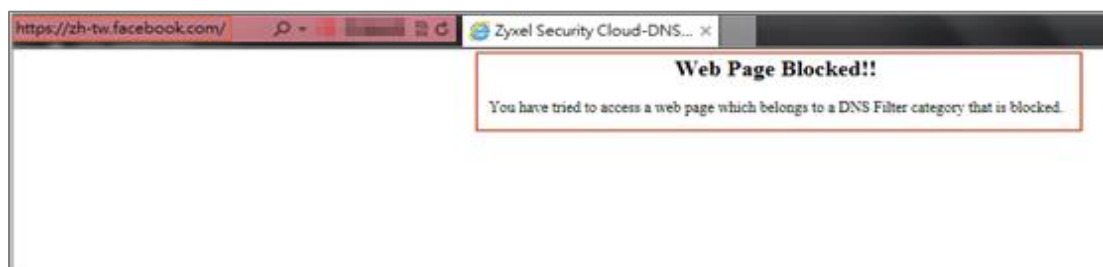 https://zh-tw.facebook.com/
Zyxel Security Cloud-DNS...
Web Page Blocked!!
You have tried to access a web page which belongs to a DNS Filter category that is blocked.